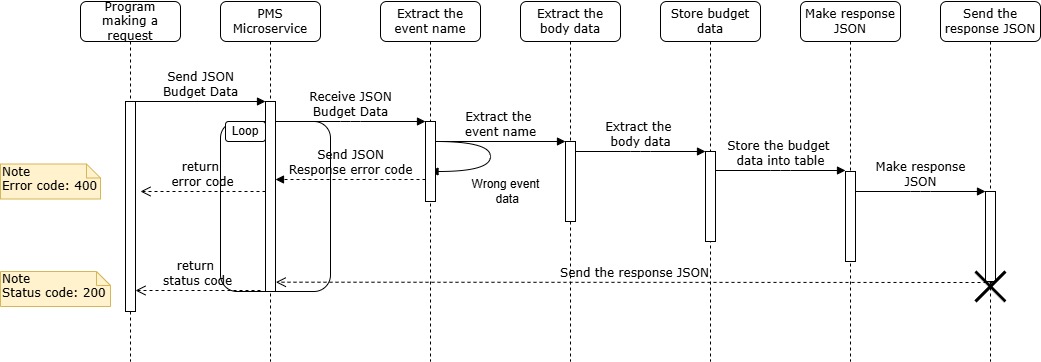 Program
making a
request
PMS
Microservice
Extract the
event name
Extract the
body data
Store budget
data
Make response
JSON
Send the
response JSON
Send JSON
Budget Data
Receive JSON
Budget Data
Loop
Extract the
event name
Extract the
body data
Store the budget
data into table
Make response
JSON
Send JSON
Response error code
Wrong event
data
return
error code
Note
Error code: 400
return
status code
Send the response JSON
Note
Status code: 200